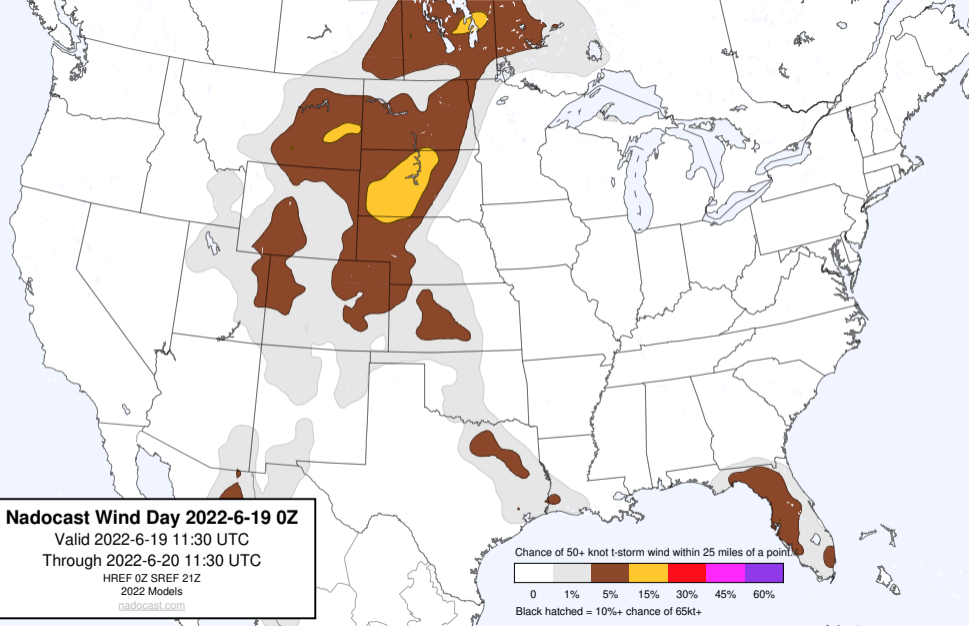 Nadocast Wind Day 2022-6-19 0Z
Valid 2022-6-19 11:30 UTC
Through 2022-6-20 11:30 UTC
HREF 0Z SREF 21Z
2022 Models
nadocast.com
Chance of 50+ knot t-storm wind within 25 miles of a point.
0 1% 5% 15% 30% 45% 60%
Black hatched = 10%+ chance of 65kt+